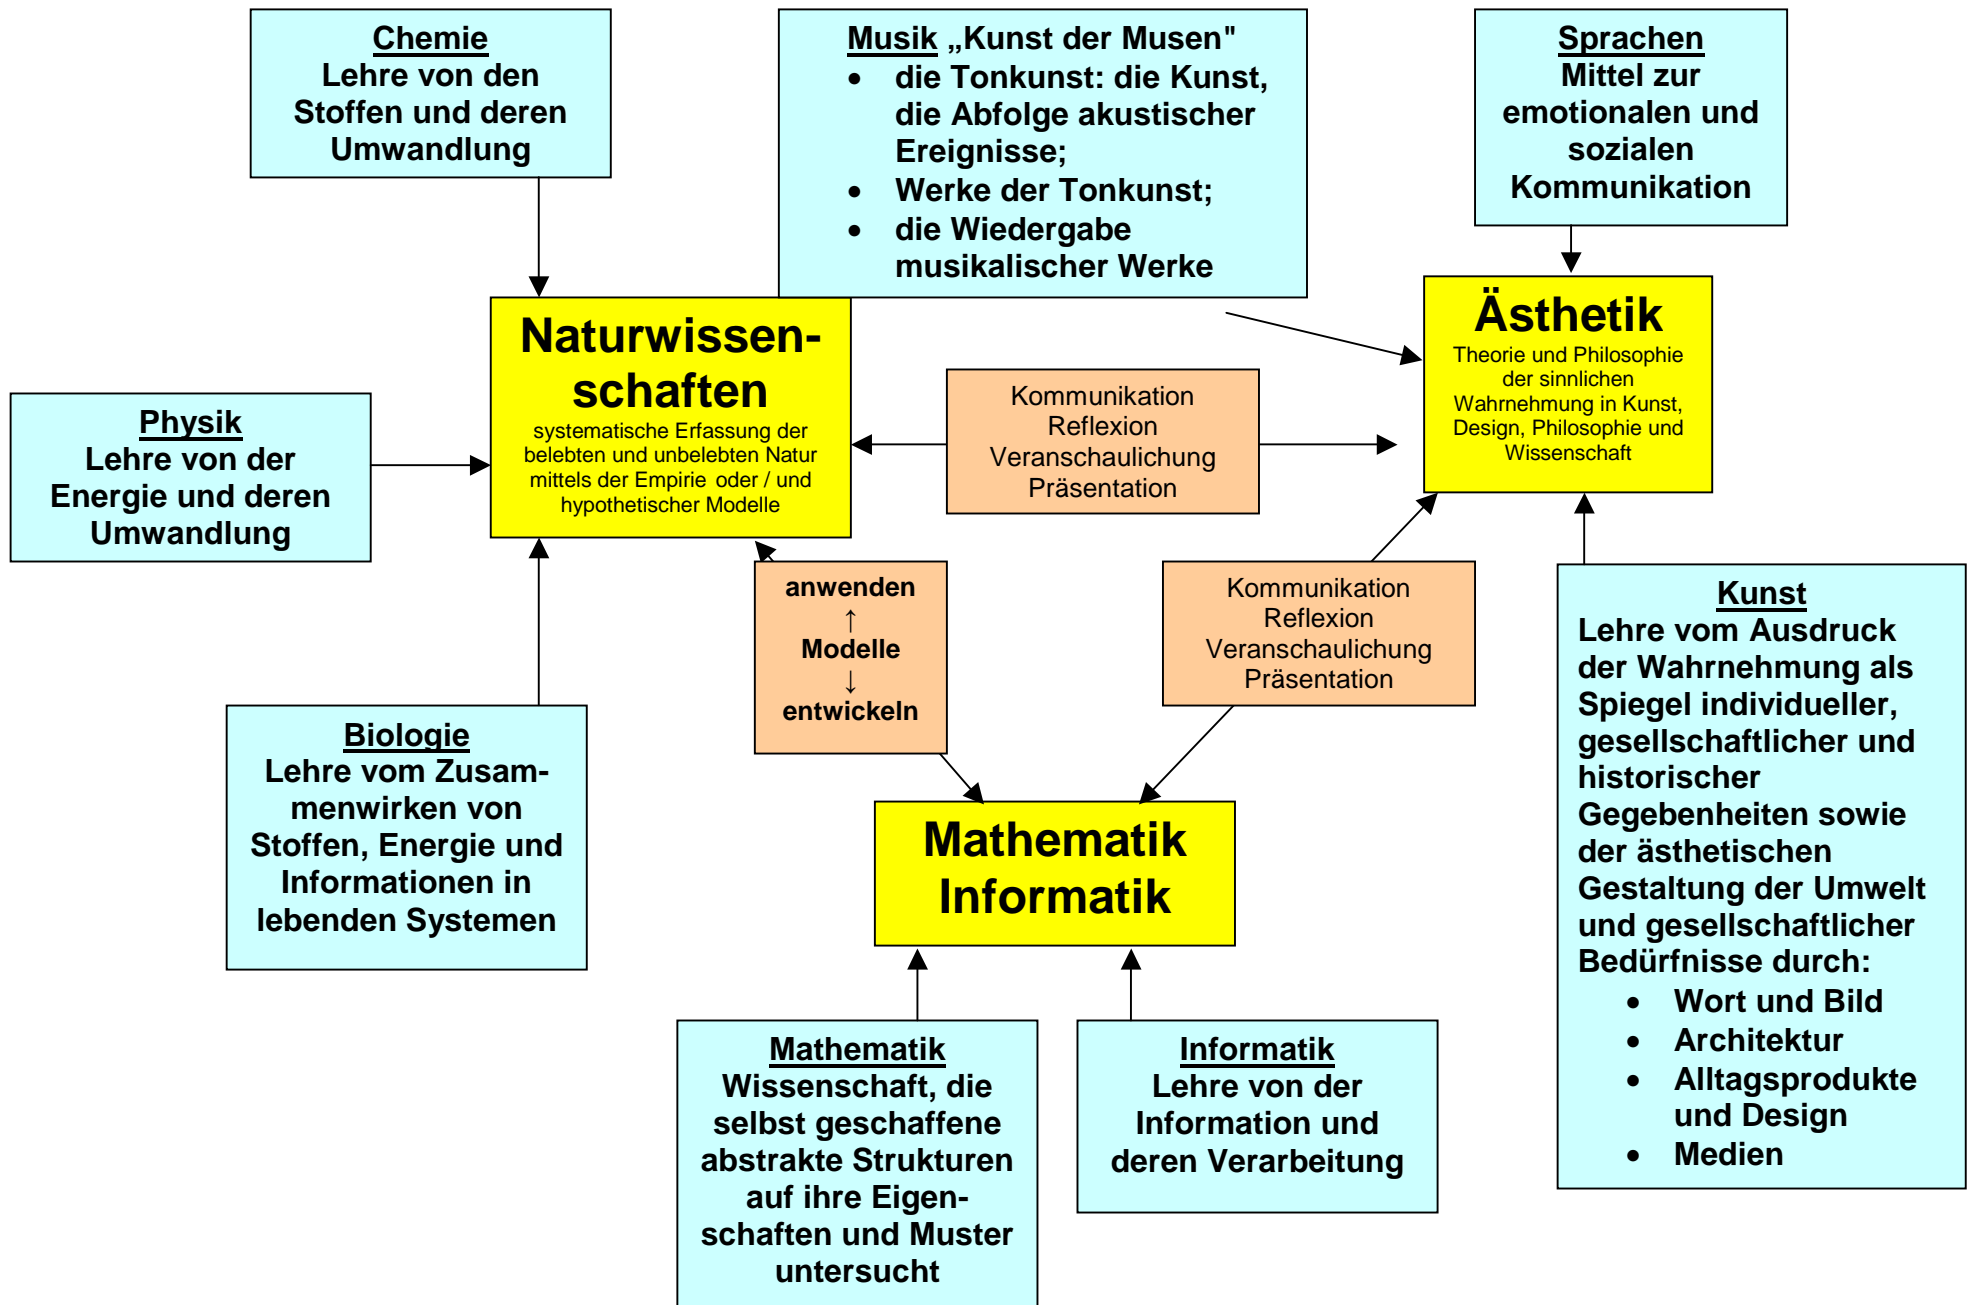 Chemie
Lehre von den
Stoffen und deren
Umwandlung
Musik „Kunst der Musen"
• die Tonkunst: die Kunst,
die Abfolge akustischer
Ereignisse;
• Werke der Tonkunst;
• die Wiedergabe
musikalischer Werke
Sprachen
Mittel zur
emotionalen und
sozialen
Kommunikation
Naturwissen-
schaften
systematische Erfassung der
belebten und unbelebten Natur
mittels der Empirie oder / und
hypothetischer Modelle
Ästhetik
Theorie und Philosophie
der sinnlichen
Wahrnehmung in Kunst,
Design, Philosophie und
Wissenschaft
Physik
Lehre von der
Energie und deren
Umwandlung
Kommunikation
Reflexion
Veranschaulichung
Präsentation
anwenden
↑
Modelle
↓
entwickeln
Kommunikation
Reflexion
Veranschaulichung
Präsentation
Kunst
Lehre vom Ausdruck
der Wahrnehmung als
Spiegel individueller,
gesellschaftlicher und
historischer
Gegebenheiten sowie
der ästhetischen
Gestaltung der Umwelt
und gesellschaftlicher
Bedürfnisse durch:
• Wort und Bild
• Architektur
• Alltagsprodukte
und Design
• Medien
Biologie
Lehre vom Zusam-
menwirken von
Stoffen, Energie und
Informationen in
lebenden Systemen
Mathematik
Informatik
Mathematik
Wissenschaft, die
selbst geschaffene
abstrakte Strukturen
auf ihre Eigen-
schaften und Muster
untersucht
Informatik
Lehre von der
Information und
deren Verarbeitung